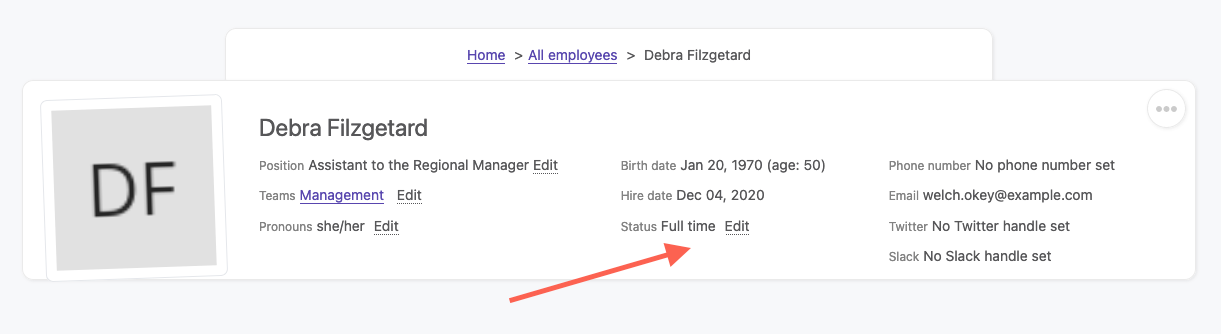 Home > All employees > Debra Filzgetard
DF
Debra Filzgetard
Position Assistant to the Regional Manager Edit
Teams Management Edit
Pronouns she/her Edit
Birth date Jan 20, 1970 (age: 50)
Hire date Dec 04, 2020
Status Full time Edit
Phone number No phone number set
Email welch.okey@example.com
Twitter No Twitter handle set
Slack No Slack handle set